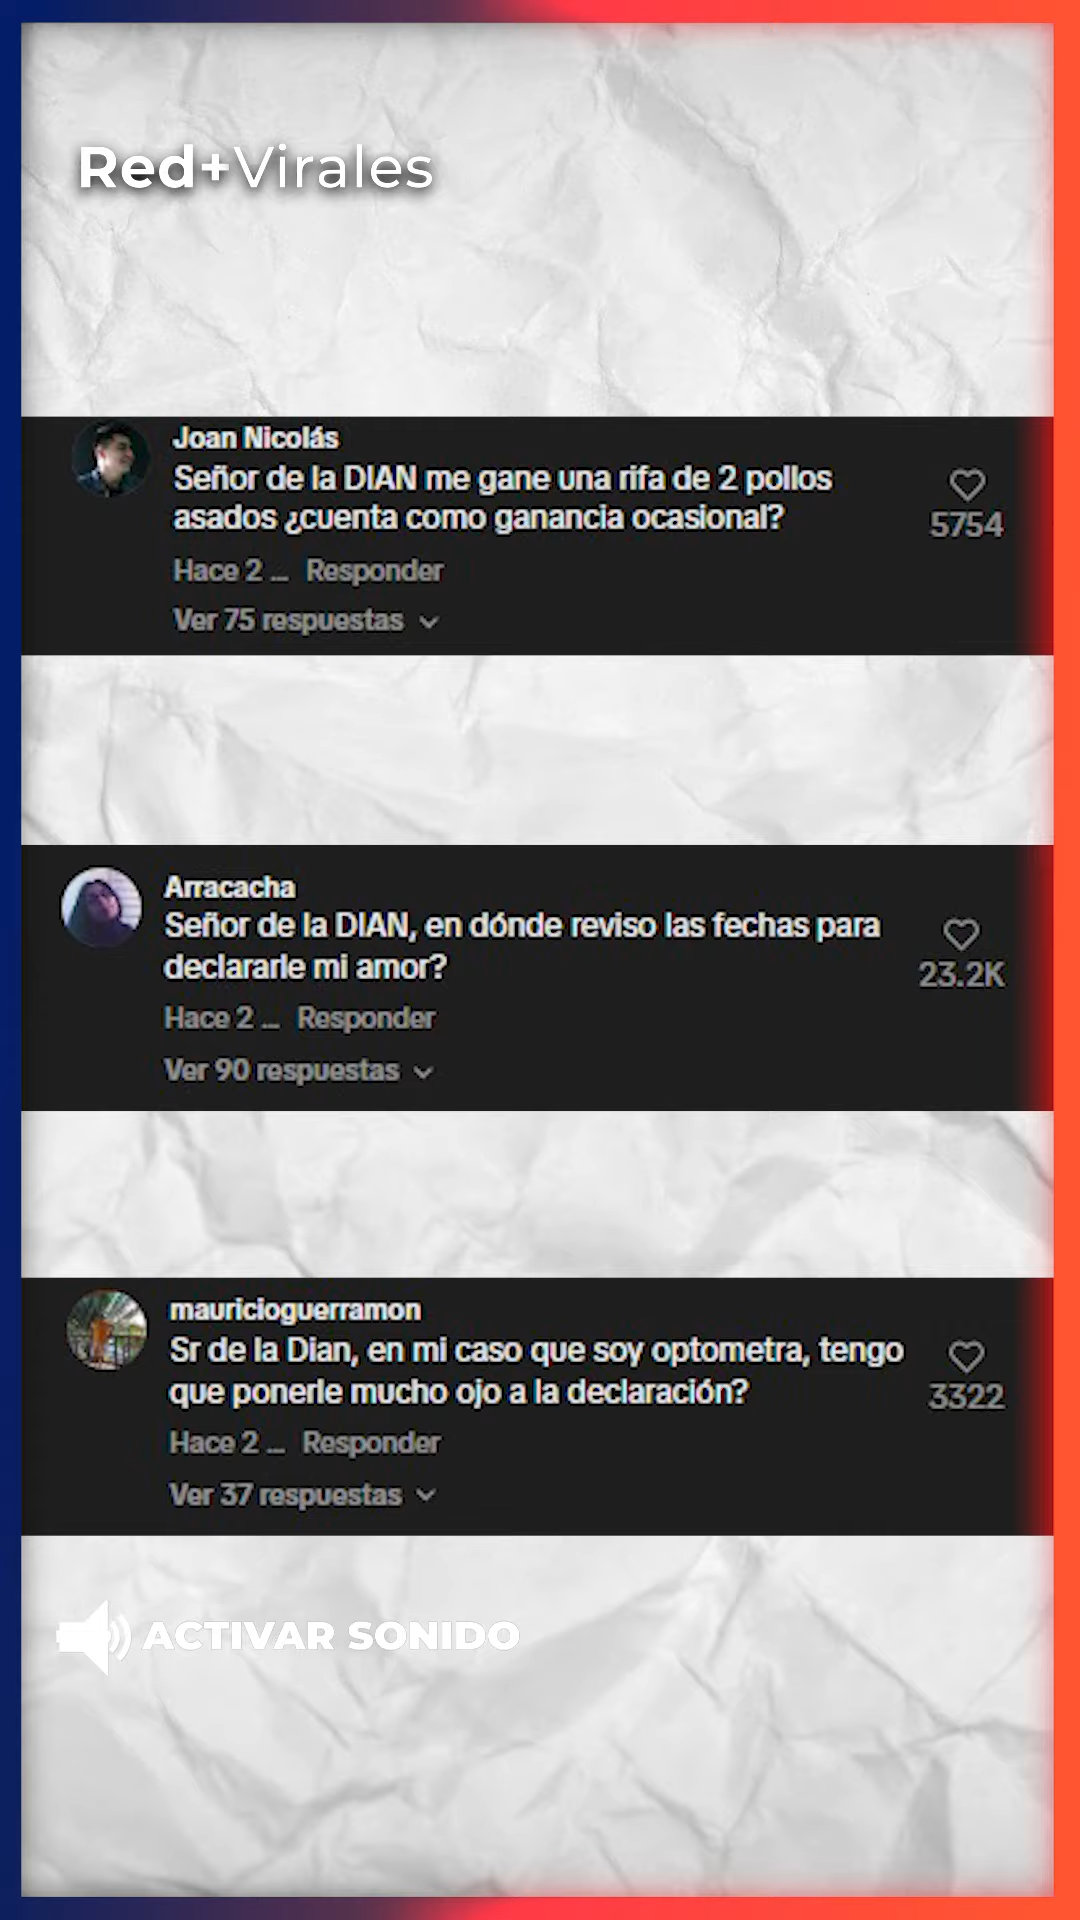 Red+Virales
Joan Nicolás
Señor de la DIAN me gane una rifa de 2 pollos
asados ¿cuenta como ganancia ocasional?
5754
Hace 2 ... Responder
Ver 75 respuestas
Arracacha
Señor de la DIAN, en dónde reviso las fechas para
declararle mi amor?
23.2K
Hace 2 ... Responder
Ver 90 respuestas
mauricioguerramon
Sr de la Dian, en mi caso que soy optometra, tengo
que ponerle mucho ojo a la declaración?
3322
Hace 2 ... Responder
Ver 37 respuestas
ACTIVAR SONIDO